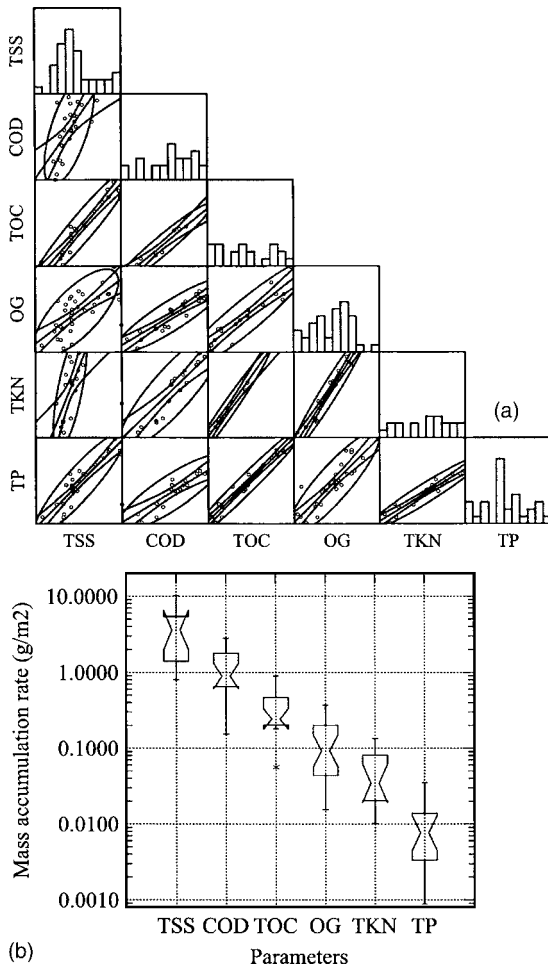 TSS
COD
TOC
OG
TKN
(a)
TP
TSS COD TOC OG TKN TP
Mass accumulation rate (g/m2)
10.0000
1.0000
0.1000
0.0100
0.0010
TSS COD TOC OG TKN TP
(b)
Parameters